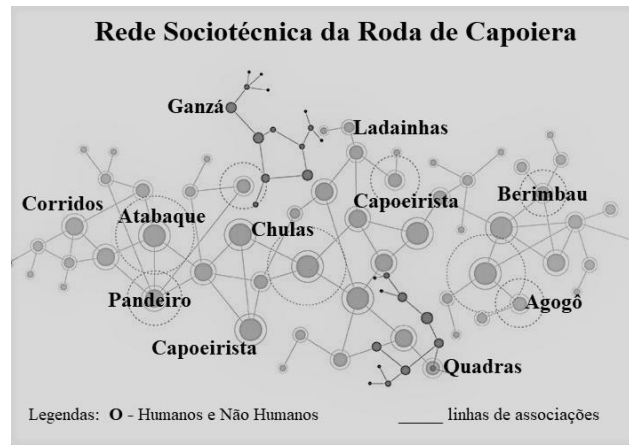 Rede Sociotécnica da Roda de Capoiera
Ganzá
Ladainhas
Corridos
Atabaque
Chulas
Capoeirista
Berimbau
Pandeiro
Agogô
Capoeirista
Quadras
Legendas: O - Humanos e Não Humanos _____ linhas de associações